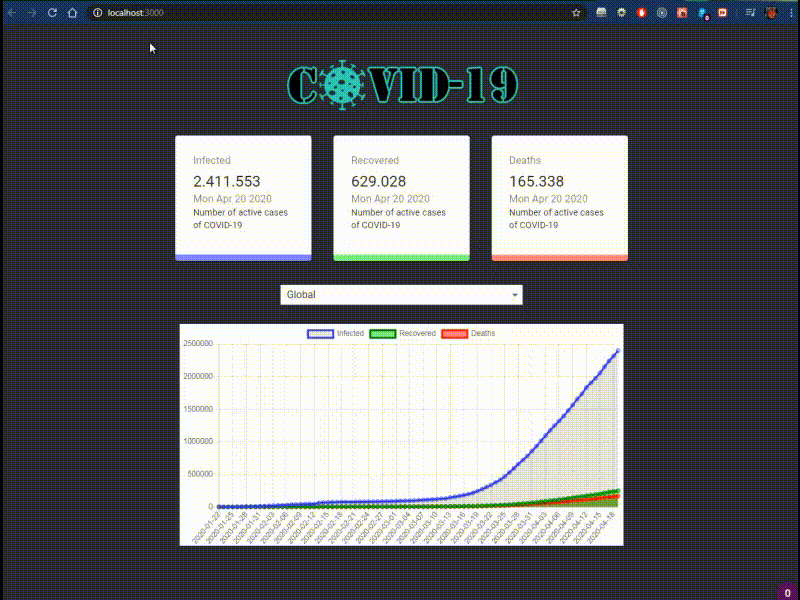 localhost:3000
COVID-19
Infected
2.411.553
Mon Apr 20 2020
Number of active cases
of COVID-19
Recovered
629.028
Mon Apr 20 2020
Number of active cases
of COVID-19
Deaths
165.338
Mon Apr 20 2020
Number of active cases
of COVID-19
Global
Infected Recovered Deaths
2500000
2000000
1500000
1000000
500000
0
2020-01-22 2020-01-25 2020-01-28 2020-01-31 2020-02-03 2020-02-06 2020-02-09 2020-02-12 2020-02-15 2020-02-18 2020-02-21 2020-02-24 2020-02-27 2020-03-01 2020-03-04 2020-03-07 2020-03-10 2020-03-13 2020-03-16 2020-03-19 2020-03-22 2020-03-25 2020-03-28 2020-03-31 2020-04-03 2020-04-06 2020-04-09 2020-04-12 2020-04-15 2020-04-18
0